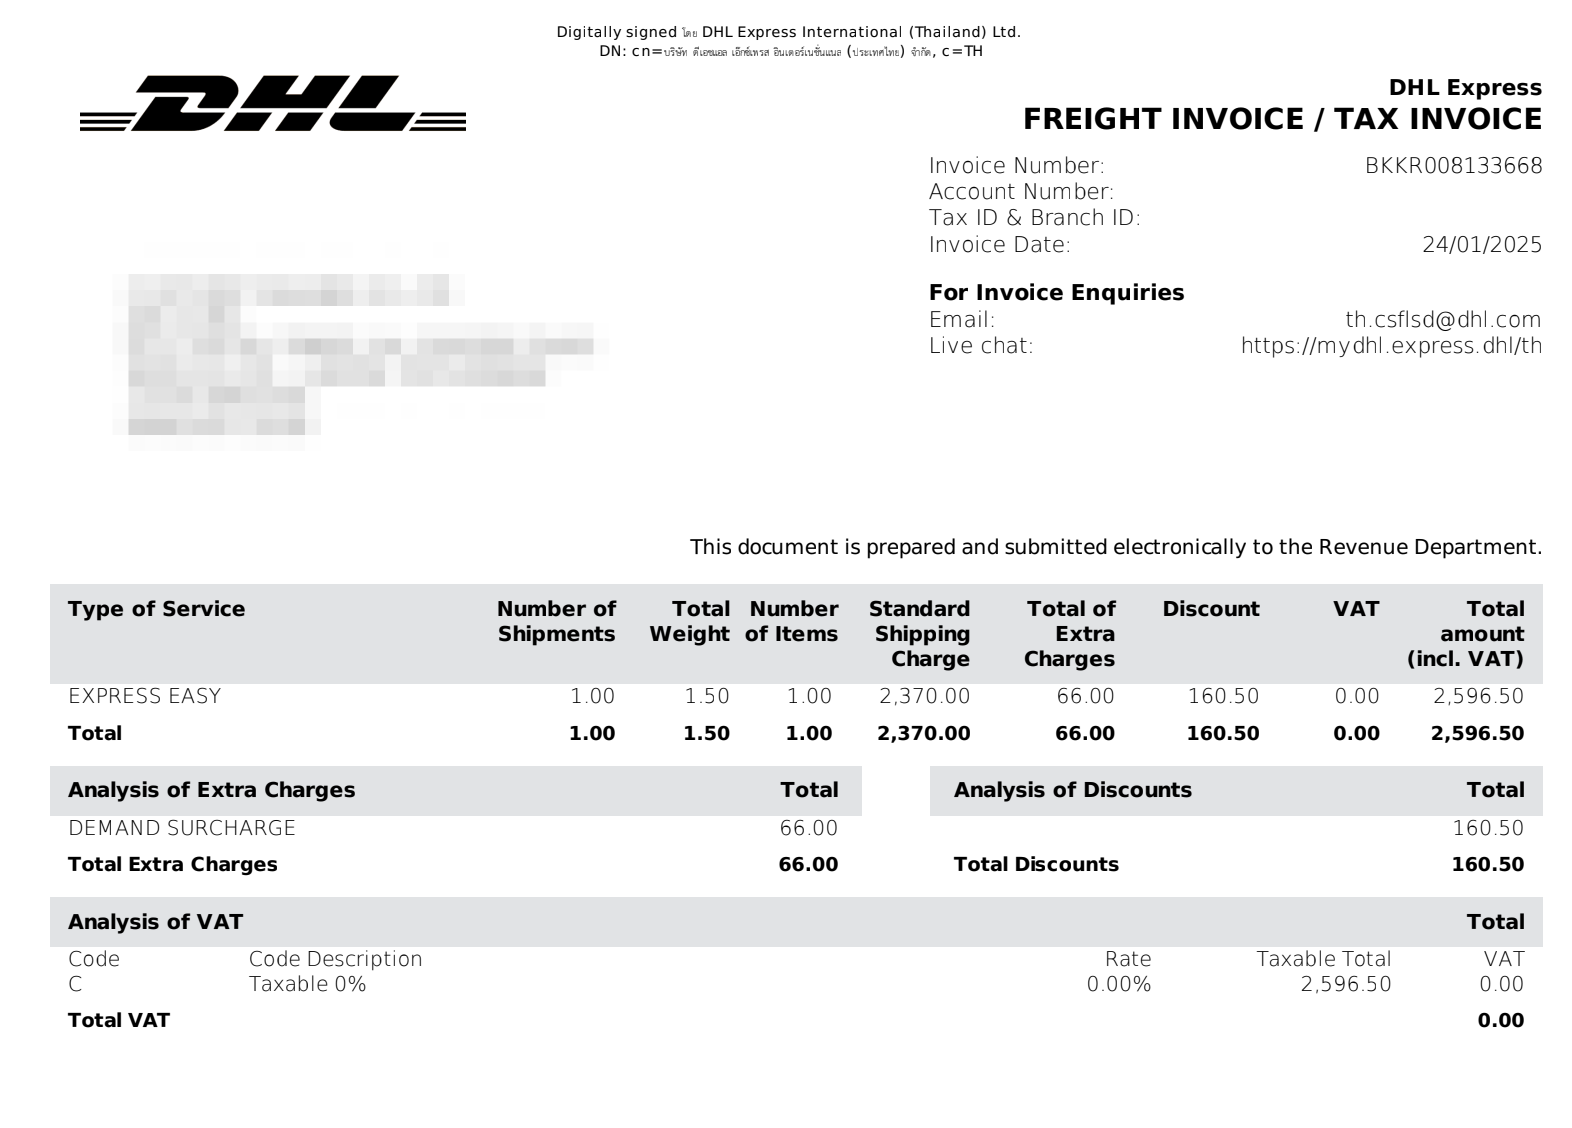 Digitally signed โดย DHL Express International (Thailand) Ltd.
DN: cn=บริษัท ดีเอชแอล เอ็กซ์เพรส อินเตอร์เนชั่นแนล (ประเทศไทย) จำกัด, c=TH
DHL
DHL Express
FREIGHT INVOICE / TAX INVOICE
Invoice Number: BKKR008133668
Account Number:
Tax ID & Branch ID:
Invoice Date: 24/01/2025
For Invoice Enquiries
Email: th.csflsd@dhl.com
Live chat: https://mydhl.express.dhl/th
This document is prepared and submitted electronically to the Revenue Department.
Type of Service Number of Total Number Standard Total of Discount VAT Total
Shipments Weight of Items Shipping Extra amount
Charge Charges (incl. VAT)
EXPRESS EASY 1.00 1.50 1.00 2,370.00 66.00 160.50 0.00 2,596.50
Total 1.00 1.50 1.00 2,370.00 66.00 160.50 0.00 2,596.50
Analysis of Extra Charges Total Analysis of Discounts Total
DEMAND SURCHARGE 66.00 160.50
Total Extra Charges 66.00 Total Discounts 160.50
Analysis of VAT Total
Code Code Description Rate Taxable Total VAT
C Taxable 0% 0.00% 2,596.50 0.00
Total VAT 0.00